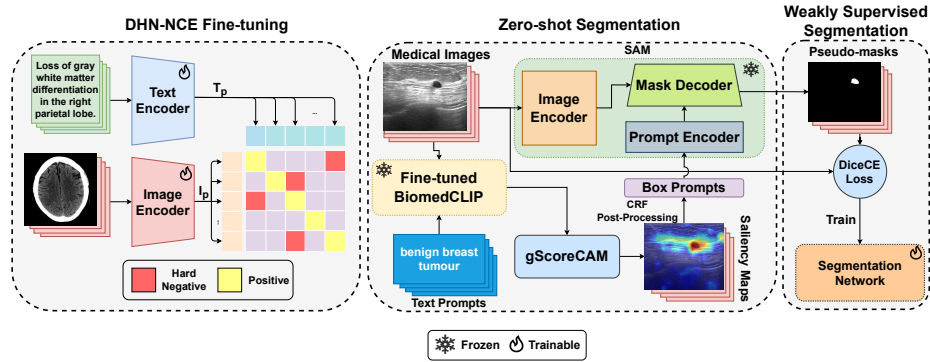 DHN-NCE Fine-tuning
Loss of gray
white matter
differentiation
in the right
parietal lobe.
Text
Encoder
Tp
...
Image
Encoder
Ip
Hard
Negative
Positive
Zero-shot Segmentation
Medical Images
SAM
Image
Encoder
Mask Decoder
Prompt Encoder
Fine-tuned
BiomedCLIP
Box Prompts
CRF
Post-Processing
benign breast
tumour
Text Prompts
gScoreCAM
Saliency Maps
Weakly Supervised
Segmentation
Pseudo-masks
DiceCE
Loss
Train
Segmentation
Network
Frozen
Trainable